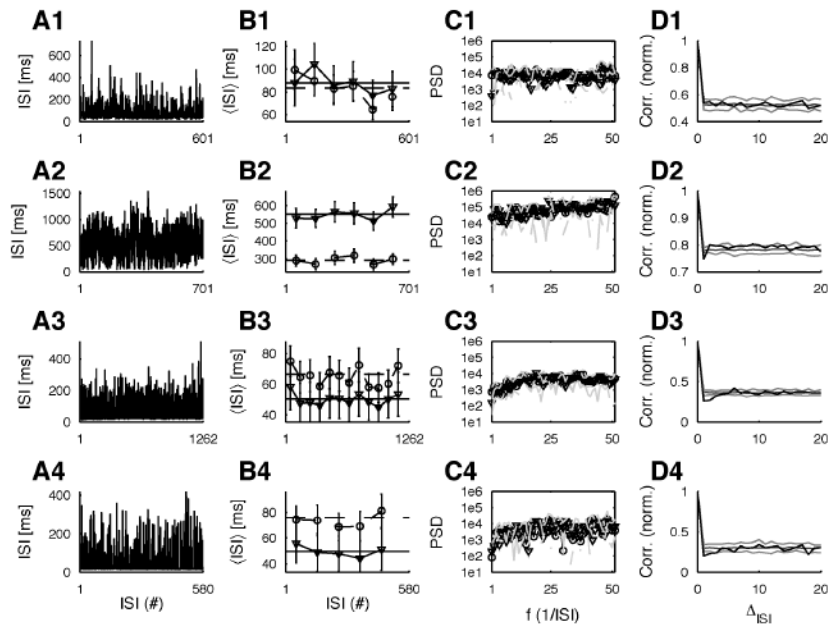 A1 B1 C1 D1
ISI [ms]
600
400
200
0
1 601
⟨ISI⟩ [ms]
120
100
80
60
1 601
PSD
1e6
1e5
1e4
1e3
1e2
1e1
1 25 50
Corr. (norm.)
1
0.8
0.6
0.4
0 10 20
A2 B2 C2 D2
ISI [ms]
1500
1000
500
0
1 701
⟨ISI⟩ [ms]
600
500
400
300
1 701
PSD
1e6
1e5
1e4
1e3
1e2
1e1
1 25 50
Corr. (norm.)
1
0.9
0.8
0.7
0 10 20
A3 B3 C3 D3
ISI [ms]
400
200
0
1 1262
⟨ISI⟩ [ms]
80
60
40
1 1262
PSD
1e6
1e5
1e4
1e3
1e2
1e1
1 25 50
Corr. (norm.)
1
0.5
0
0 10 20
A4 B4 C4 D4
ISI [ms]
400
200
0
1 580
ISI (#)
⟨ISI⟩ [ms]
80
60
40
1 580
ISI (#)
PSD
1e6
1e5
1e4
1e3
1e2
1e1
1 25 50
f (1/ISI)
Corr. (norm.)
1
0.5
0
0 10 20
Δ_ISI